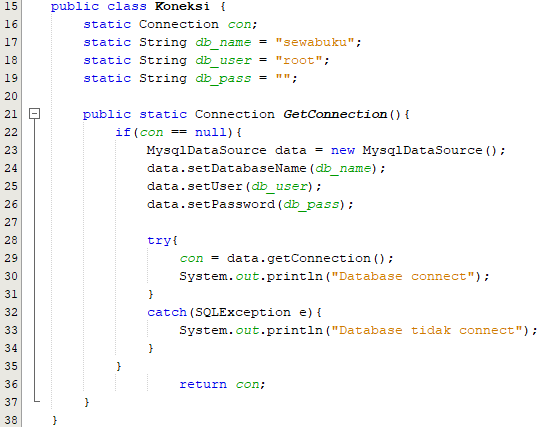 15 public class Koneksi {
16 static Connection con;
17 static String db_name = "sewabuku";
18 static String db_user = "root";
19 static String db_pass = "";
20
21 public static Connection GetConnection(){
22 if(con == null){
23 MysqlDataSource data = new MysqlDataSource();
24 data.setDatabaseName(db_name);
25 data.setUser(db_user);
26 data.setPassword(db_pass);
27
28 try{
29 con = data.getConnection();
30 System.out.println("Database connect");
31 }
32 catch(SQLException e){
33 System.out.println("Database tidak connect");
34 }
35 }
36 return con;
37 }
38 }